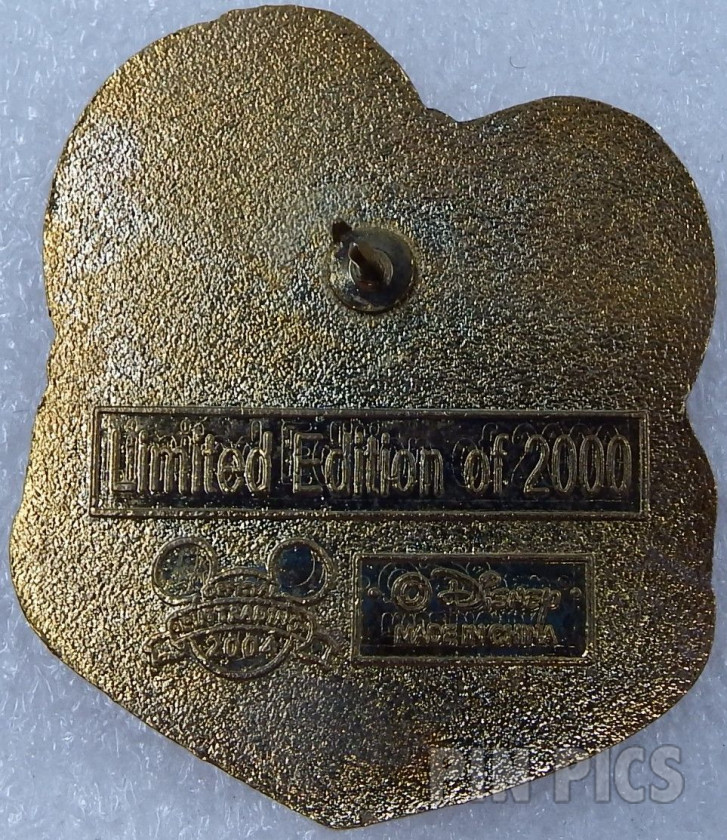 Limited Edition of 2000
PIN TRADING
2004
© Disney
MADE IN CHINA
PIN PICS